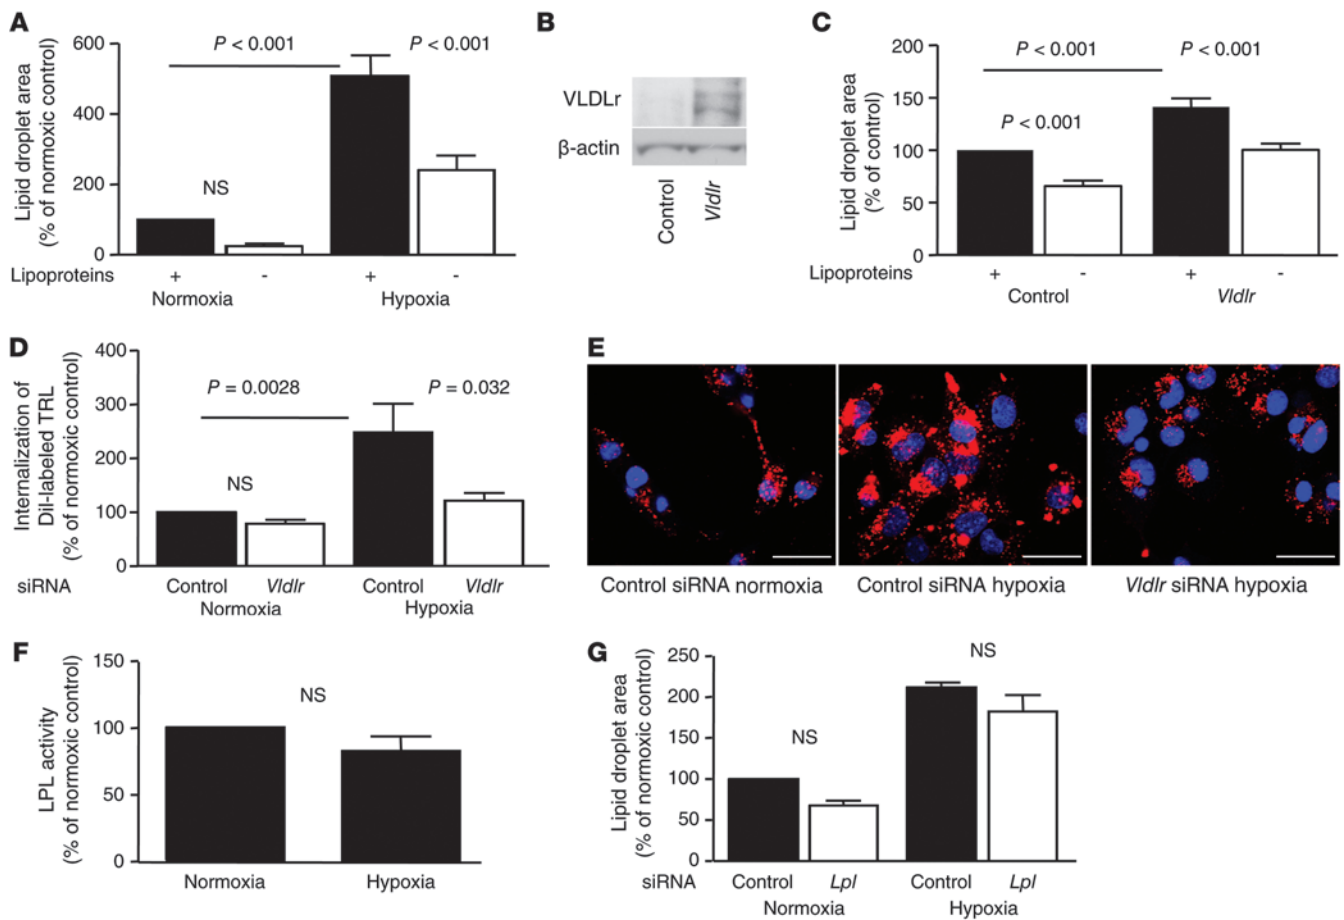 A
Lipid droplet area
(% of normoxic control)
600
400
200
0
P < 0.001
P < 0.001
NS
Lipoproteins + - + -
Normoxia Hypoxia
B
VLDLr
β-actin
Control
Vldlr
C
Lipid droplet area
(% of control)
200
150
100
50
0
P < 0.001
P < 0.001
P < 0.001
Lipoproteins + - + -
Control Vldlr
D
Internalization of
DiI-labeled TRL
(% of normoxic control)
400
300
200
100
0
P = 0.0028
P = 0.032
NS
siRNA Control Vldlr Control Vldlr
Normoxia Hypoxia
E
Control siRNA normoxia
Control siRNA hypoxia
Vldlr siRNA hypoxia
F
LPL activity
(% of normoxic control)
150
100
50
0
NS
Normoxia Hypoxia
G
Lipid droplet area
(% of normoxic control)
250
200
150
100
50
0
NS
NS
siRNA Control Lpl Control Lpl
Normoxia Hypoxia